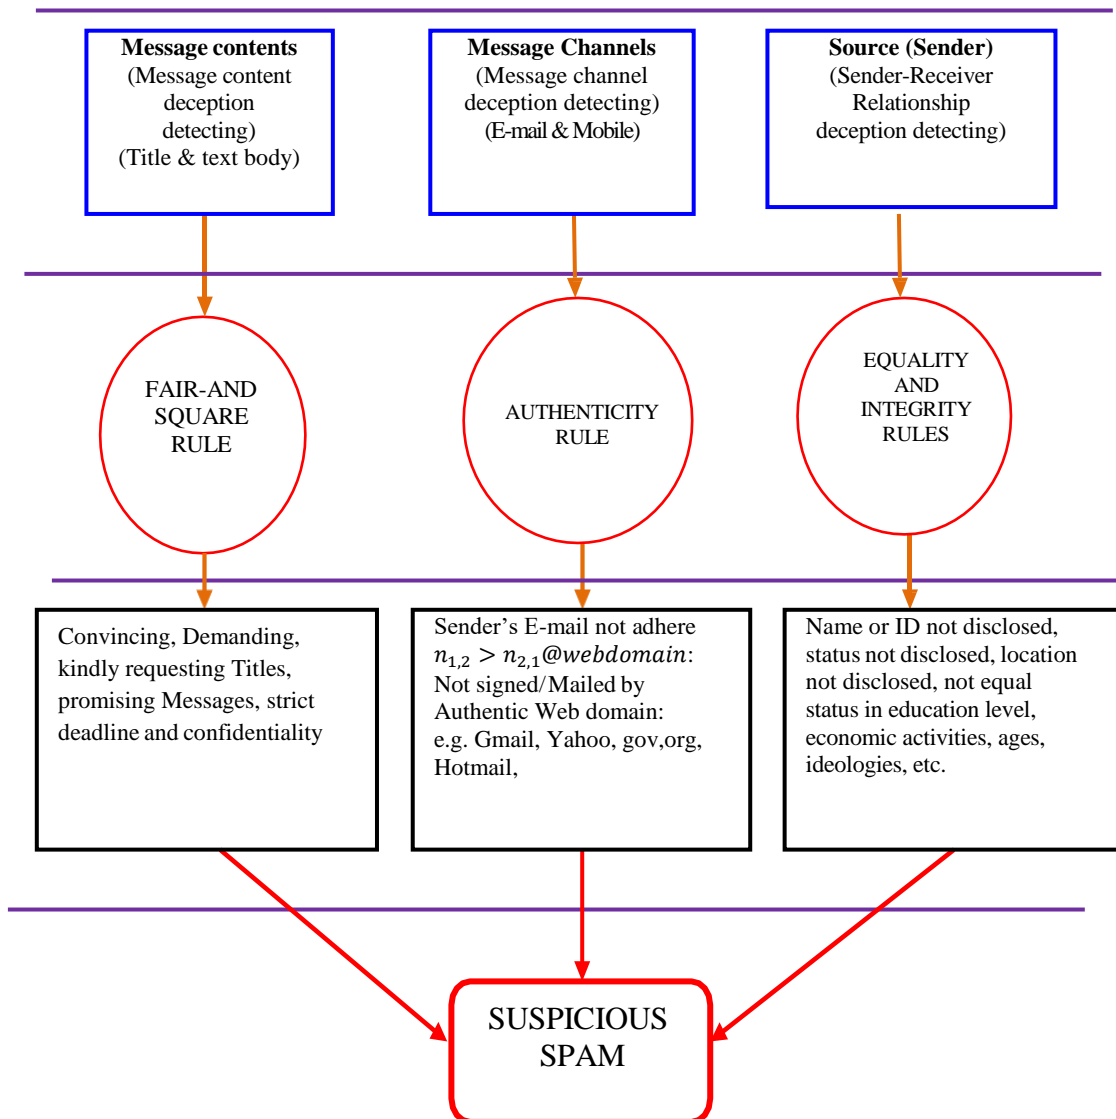 Message contents
(Message content
deception
detecting)
(Title & text body)
Message Channels
(Message channel
deception detecting)
(E-mail & Mobile)
Source (Sender)
(Sender-Receiver
Relationship
deception detecting)
FAIR-AND
SQUARE
RULE
AUTHENTICITY
RULE
EQUALITY
AND
INTEGRITY
RULES
Convincing, Demanding,
kindly requesting Titles,
promising Messages, strict
deadline and confidentiality
Sender’s E-mail not adhere
n₁,₂ > n₂,₁@webdomain:
Not signed/Mailed by
Authentic Web domain:
e.g. Gmail, Yahoo, gov,org,
Hotmail,
Name or ID not disclosed,
status not disclosed, location
not disclosed, not equal
status in education level,
economic activities, ages,
ideologies, etc.
SUSPICIOUS
SPAM